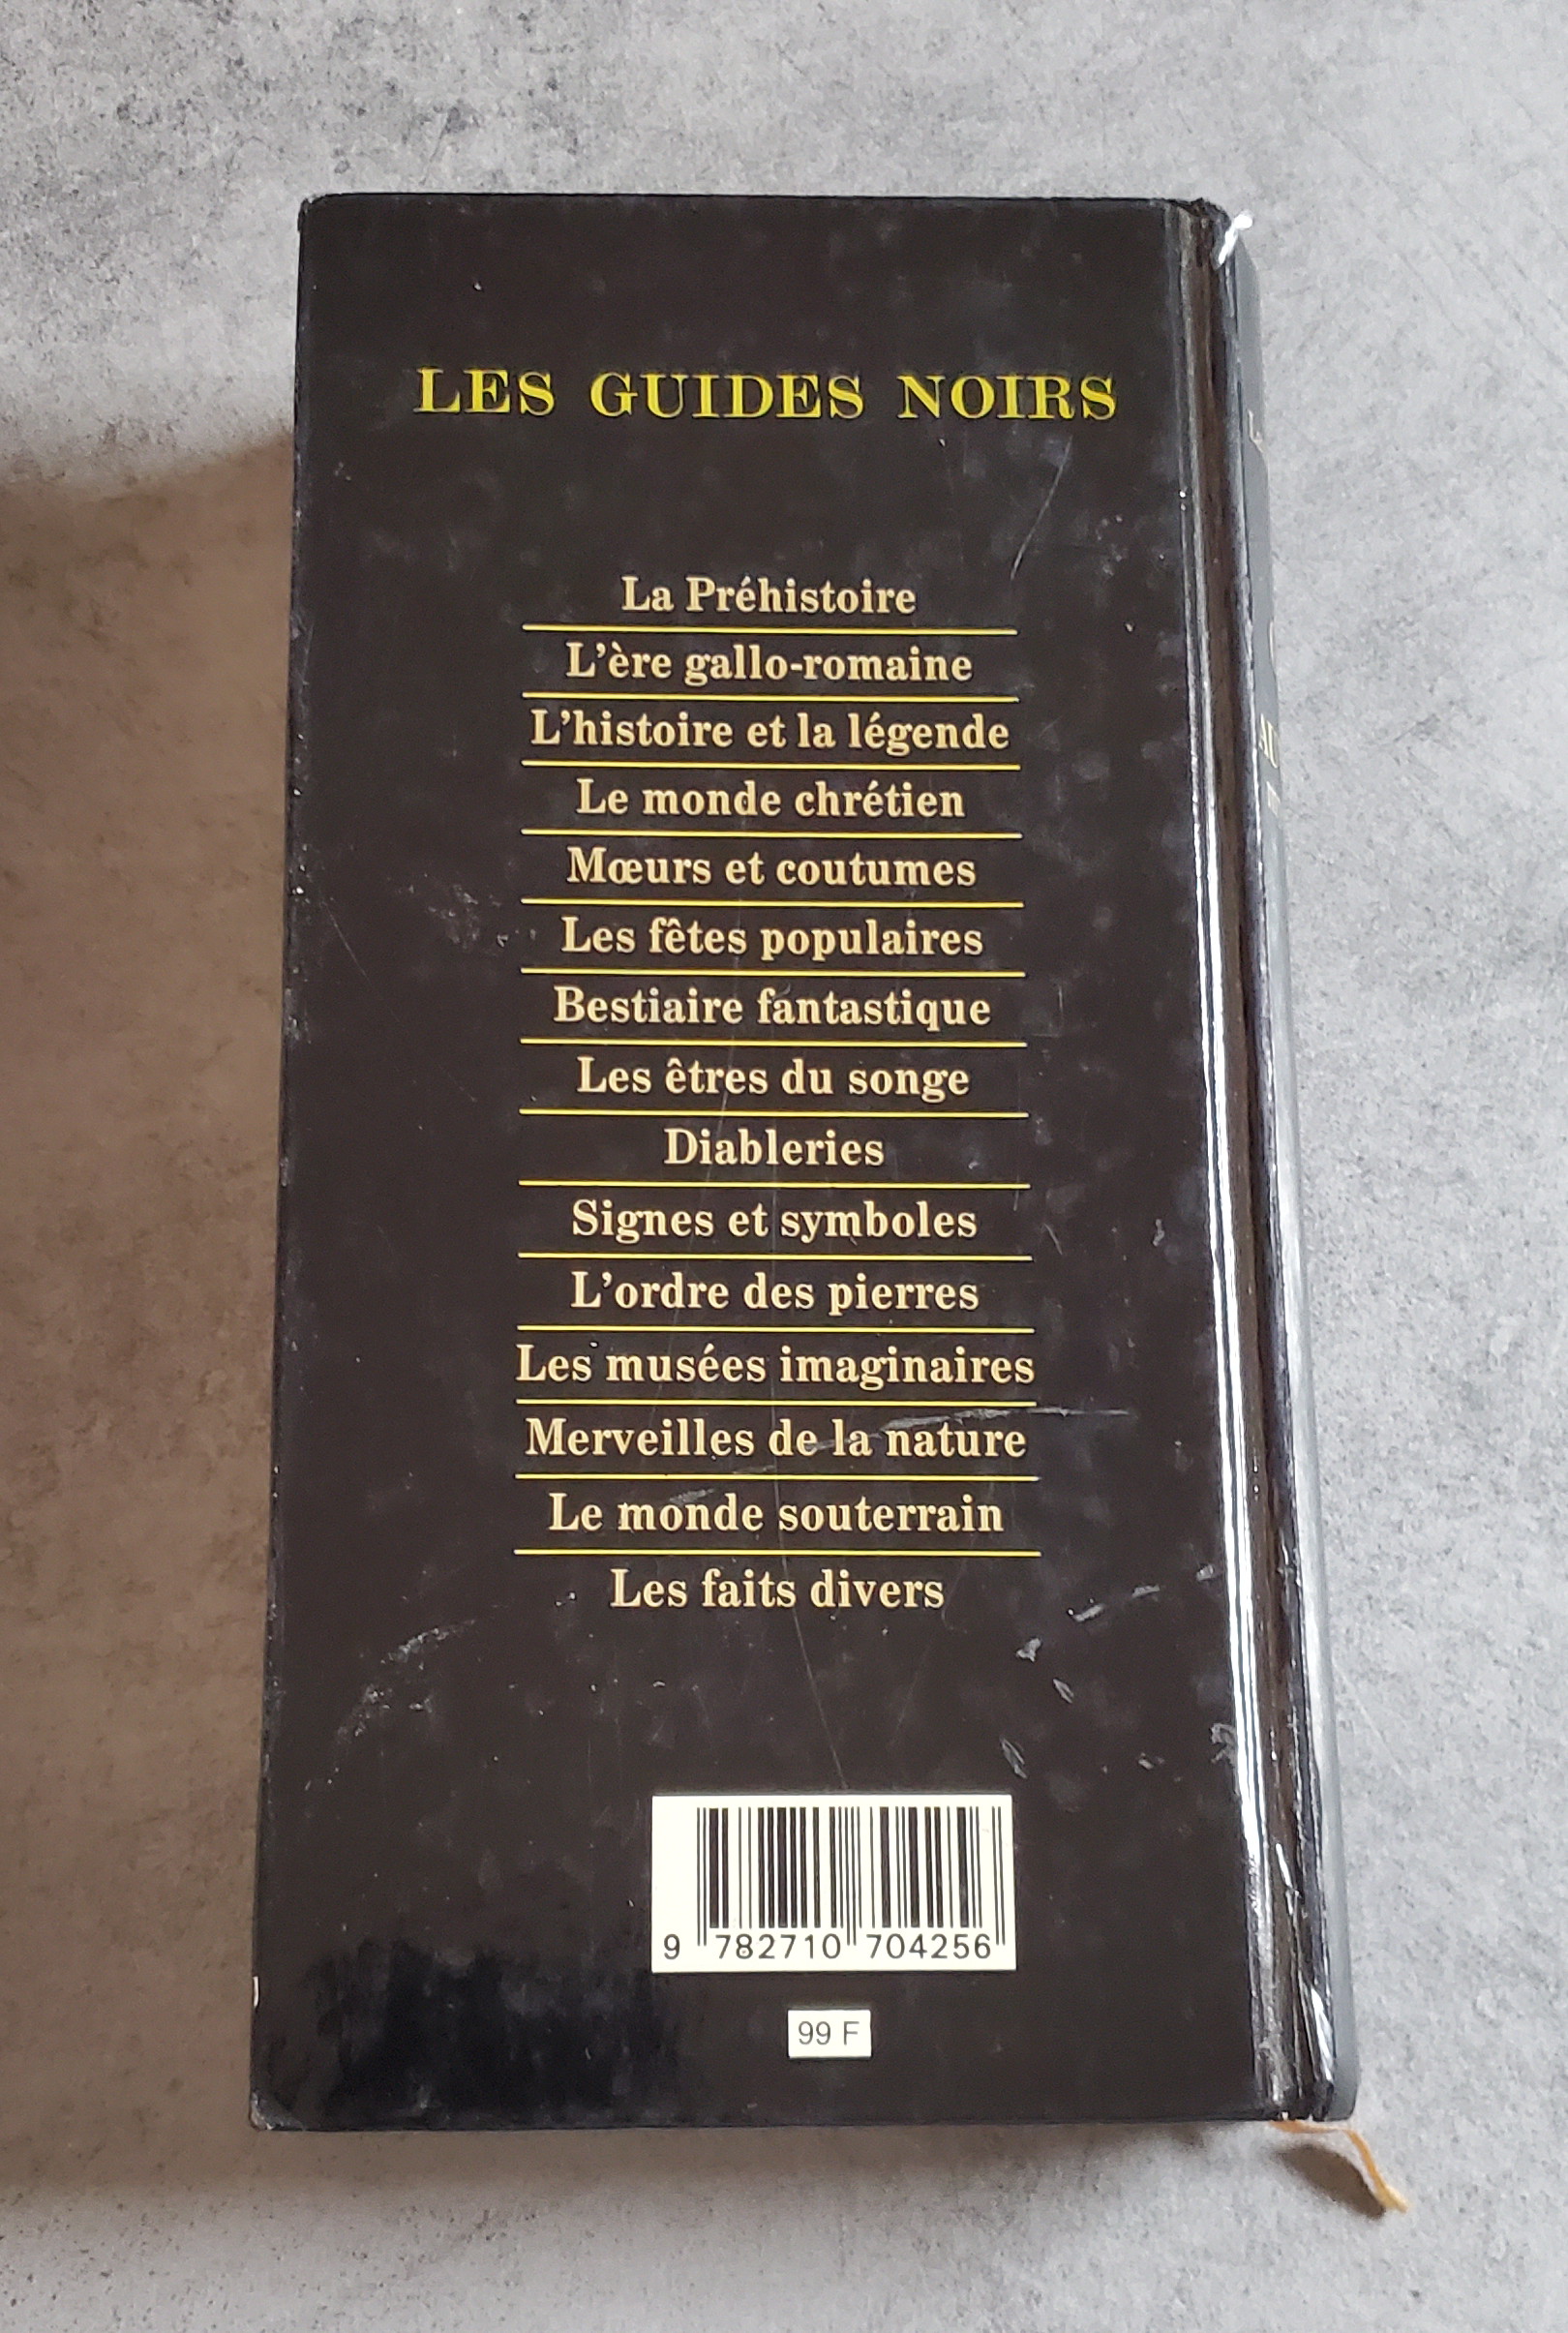 LES GUIDES NOIRS
La Préhistoire
L'ère gallo-romaine
L'histoire et la légende
Le monde chrétien
Mœurs et coutumes
Les fêtes populaires
Bestiaire fantastique
Les êtres du songe
Diableries
Signes et symboles
L'ordre des pierres
Les musées imaginaires
Merveilles de la nature
Le monde souterrain
Les faits divers
9 782710 704256
99 F